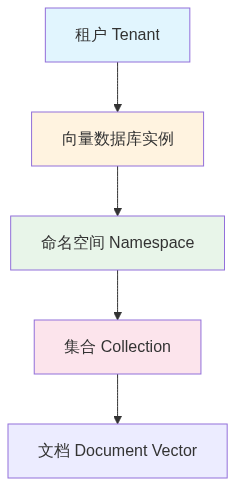 租户 Tenant
向量数据库实例
命名空间 Namespace
集合 Collection
文档 Document Vector